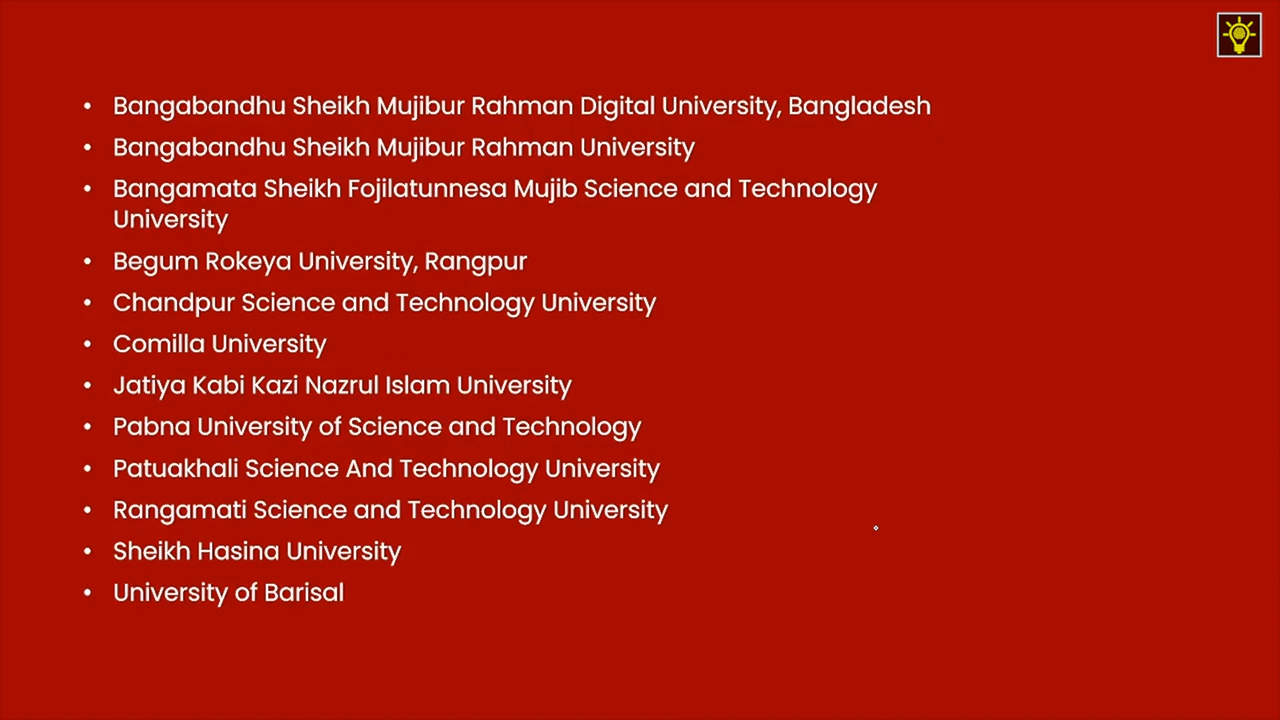 • Bangabandhu Sheikh Mujibur Rahman Digital University, Bangladesh
• Bangabandhu Sheikh Mujibur Rahman University
• Bangamata Sheikh Fojilatunnesa Mujib Science and Technology
University
• Begum Rokeya University, Rangpur
• Chandpur Science and Technology University
• Comilla University
• Jatiya Kabi Kazi Nazrul Islam University
• Pabna University of Science and Technology
• Patuakhali Science And Technology University
• Rangamati Science and Technology University
• Sheikh Hasina University
• University of Barisal